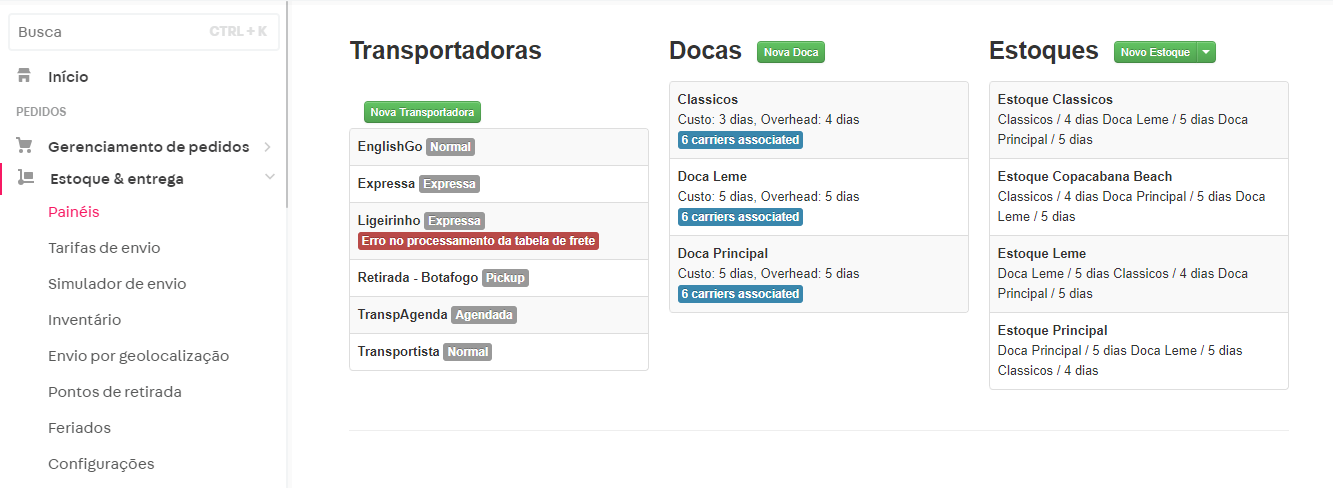 Busca CTRL + K
Início
PEDIDOS
Gerenciamento de pedidos
Estoque & entrega
Painéis
Tarifas de envio
Simulador de envio
Inventário
Envio por geolocalização
Pontos de retirada
Feriados
Configurações
Transportadoras
Nova Transportadora
EnglishGo Normal
Expressa Expressa
Ligeirinho Expressa
Erro no processamento da tabela de frete
Retirada - Botafogo Pickup
TranspAgenda Agendada
Transportista Normal
Docas Nova Doca
Classicos
Custo: 3 dias, Overhead: 4 dias
6 carriers associated
Doca Leme
Custo: 5 dias, Overhead: 5 dias
6 carriers associated
Doca Principal
Custo: 5 dias, Overhead: 5 dias
6 carriers associated
Estoques Novo Estoque
Estoque Classicos
Classicos / 4 dias Doca Leme / 5 dias Doca
Principal / 5 dias
Estoque Copacabana Beach
Classicos / 4 dias Doca Principal / 5 dias Doca
Leme / 5 dias
Estoque Leme
Doca Leme / 5 dias Classicos / 4 dias Doca
Principal / 5 dias
Estoque Principal
Doca Principal / 5 dias Doca Leme / 5 dias
Classicos / 4 dias